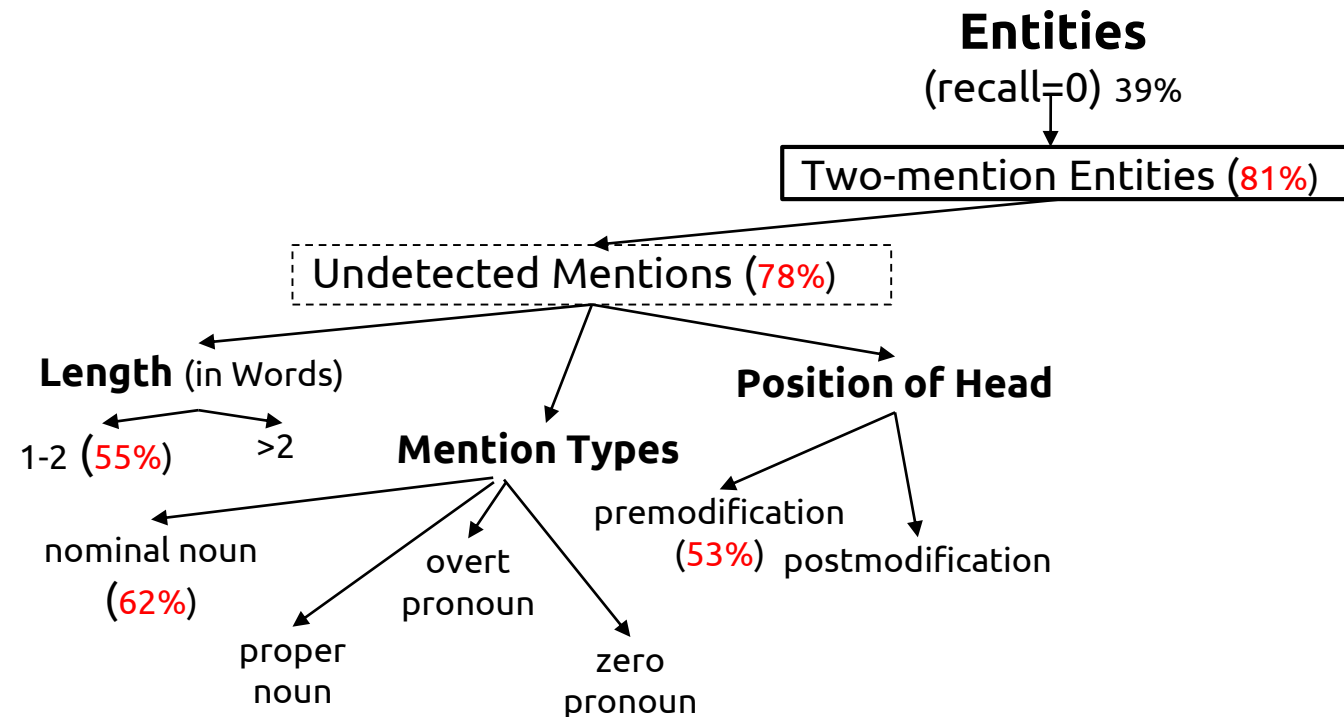 Entities
(recall=0) 39%
Two-mention Entities (81%)
Undetected Mentions (78%)
Length (in Words)
1-2 (55%)
>2
Mention Types
Position of Head
nominal noun
(62%)
proper
noun
overt
pronoun
zero
pronoun
premodification
(53%)
postmodification